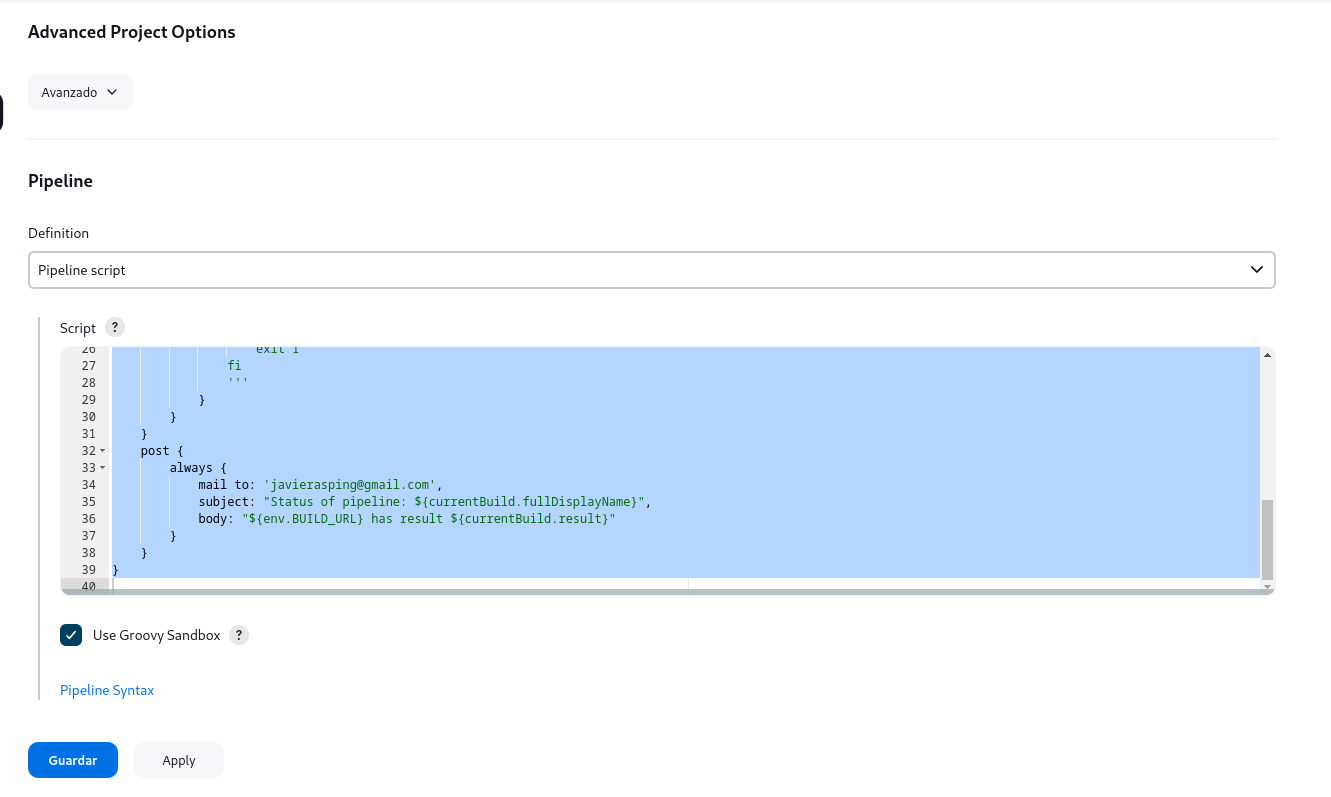 Advanced Project Options
Avanzado
Pipeline
Definition
Pipeline script
Script ?
26 exit 1
27 fi
28 '''
29 }
30 }
31 }
32 post {
33 always {
34 mail to: 'javierasping@gmail.com',
35 subject: "Status of pipeline: ${currentBuild.fullDisplayName}",
36 body: "${env.BUILD_URL} has result ${currentBuild.result}"
37 }
38 }
39 }
40
Use Groovy Sandbox ?
Pipeline Syntax
Guardar Apply